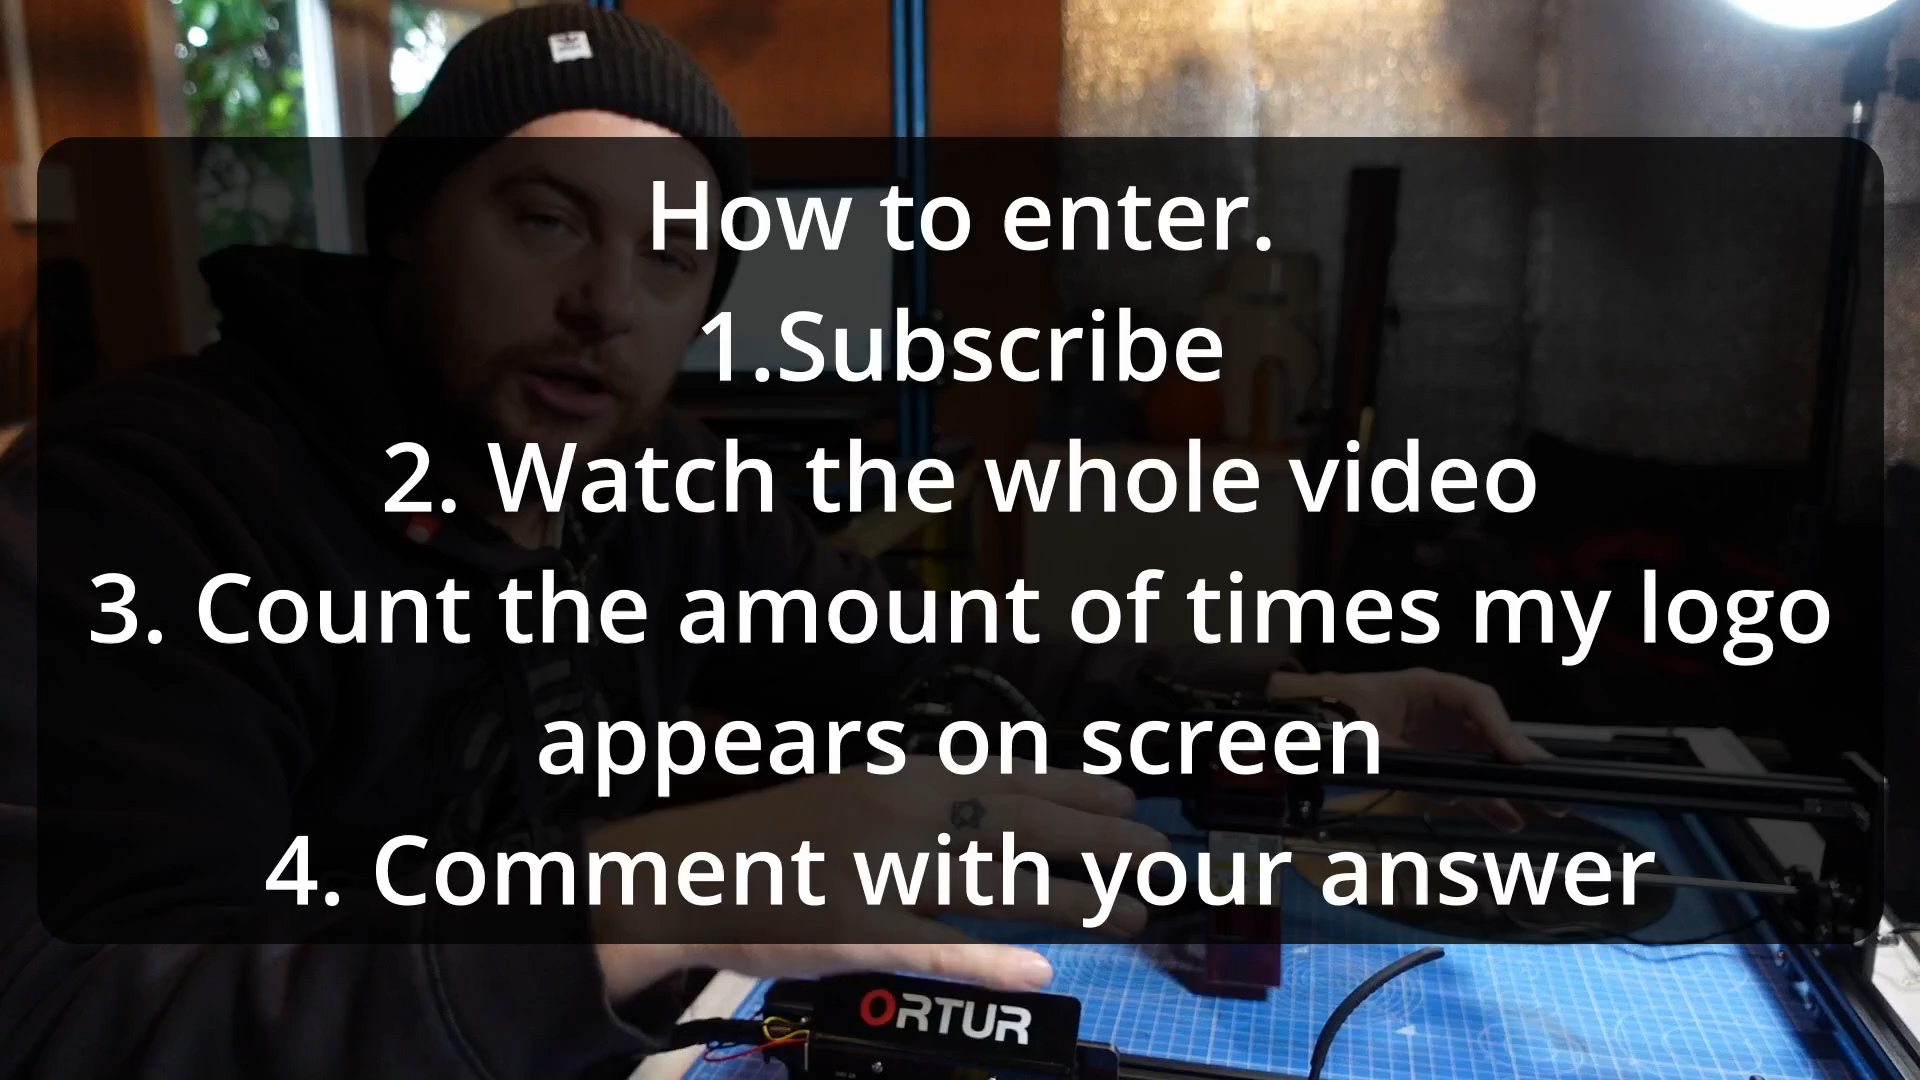 How to enter.
1.Subscribe
2. Watch the whole video
3. Count the amount of times my logo
appears on screen
4. Comment with your answer
ORTUR